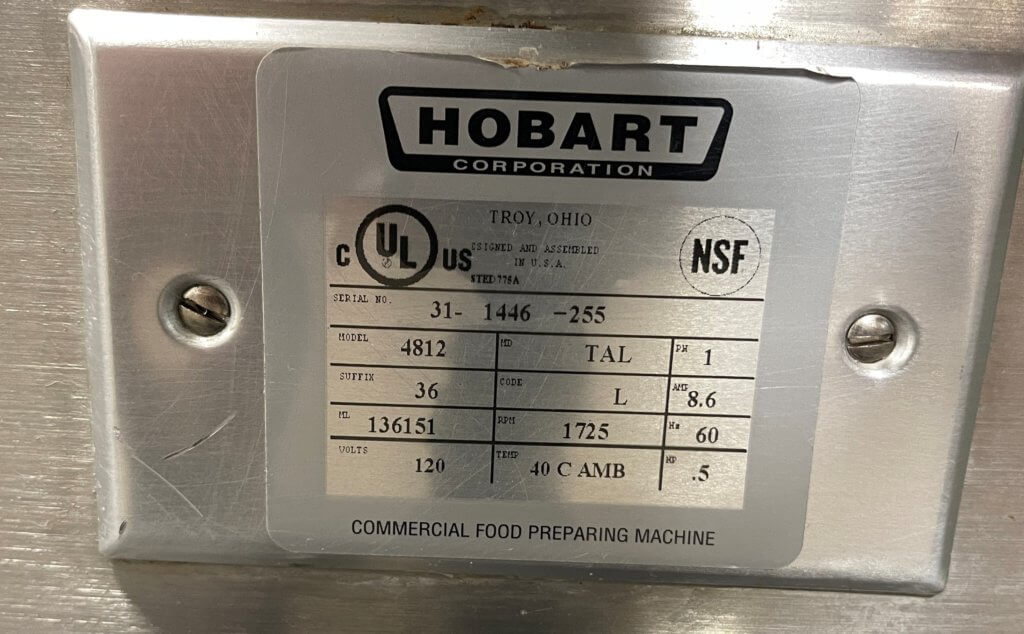 HOBART
CORPORATION
TROY, OHIO
C UL US
ESIGNED AND ASSEMBLED
IN U.S.A.
NSF
SERIAL NO. 31- 1446 -255
MODEL 4812 MD TAL PH 1
SUFFIX 36 CODE L AMP 8.6
ML 136151 RPM 1725 Hz 60
VOLTS 120 TEMP 40 C AMB HP .5
COMMERCIAL FOOD PREPARING MACHINE